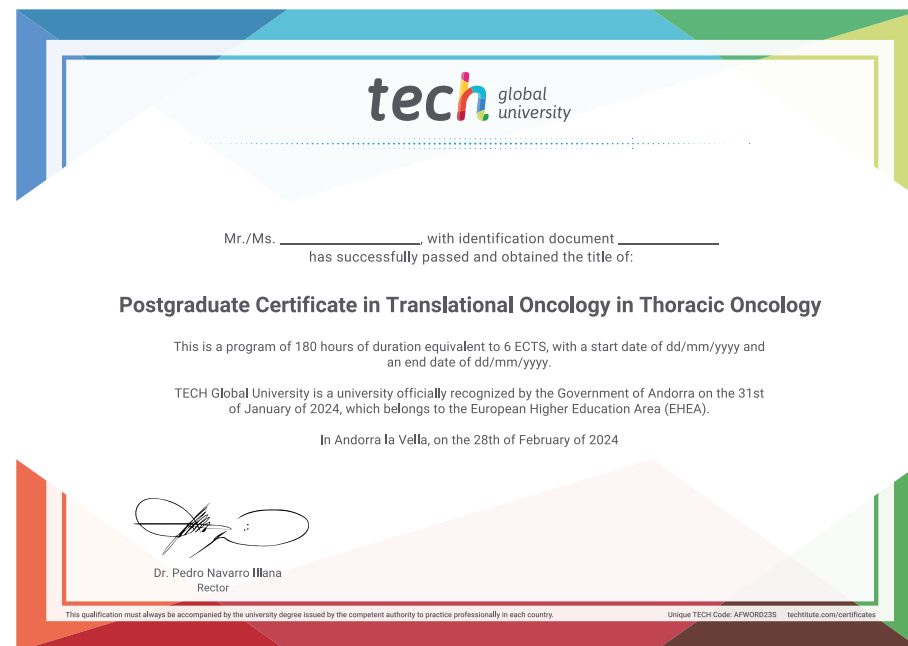 tech global university
Mr./Ms. ____________________, with identification document ______________
has successfully passed and obtained the title of:
Postgraduate Certificate in Translational Oncology in Thoracic Oncology
This is a program of 180 hours of duration equivalent to 6 ECTS, with a start date of dd/mm/yyyy and
an end date of dd/mm/yyyy.
TECH Global University is a university officially recognized by the Government of Andorra on the 31st
of January of 2024, which belongs to the European Higher Education Area (EHEA).
In Andorra la Vella, on the 28th of February of 2024
Dr. Pedro Navarro Illana
Rector
This qualification must always be accompanied by the university degree issued by the competent authority to practice professionally in each country.
Unique TECH Code: AFWORD23S techtitute.com/certificates